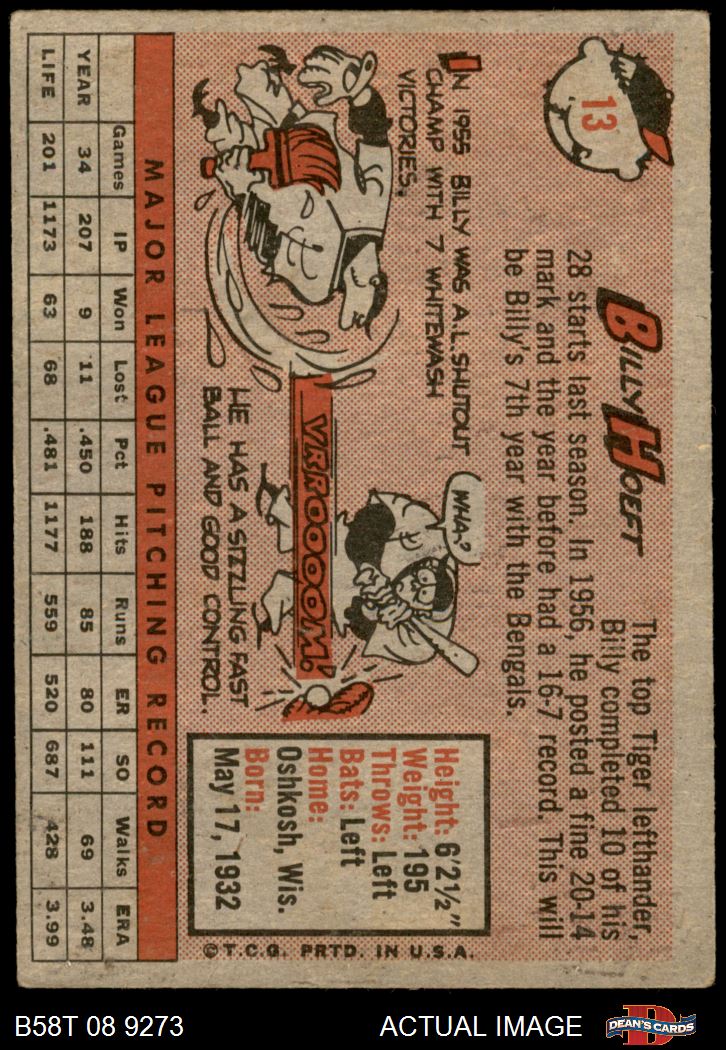 13
BILLY HOEFT
The top Tiger lefthander,
Billy completed 10 of his
28 starts last season. In 1956, he posted a fine 20-14
mark and the year before had a 16-7 record. This will
be Billy's 7th year with the Bengals.
IN 1955 BILLY WAS A.L. SHUTOUT
CHAMP WITH 7 WHITEWASH
VICTORIES.
WHA?
VRROOOOM!
HE HAS A SIZZLING FAST
BALL AND GOOD CONTROL.
Height: 6'2½"
Weight: 195
Throws: Left
Bats: Left
Home:
Oshkosh, Wis.
Born:
May 17, 1932
©T.C.G. PRTD. IN U.S.A.
MAJOR LEAGUE PITCHING RECORD
Games IP Won Lost Pct Hits Runs ER SO Walks ERA
YEAR 34 207 9 11 .450 188 85 80 111 69 3.48
LIFE 201 1173 63 68 .481 1177 559 520 687 428 3.99
B58T 08 9273 ACTUAL IMAGE
DEAN'S CARDS